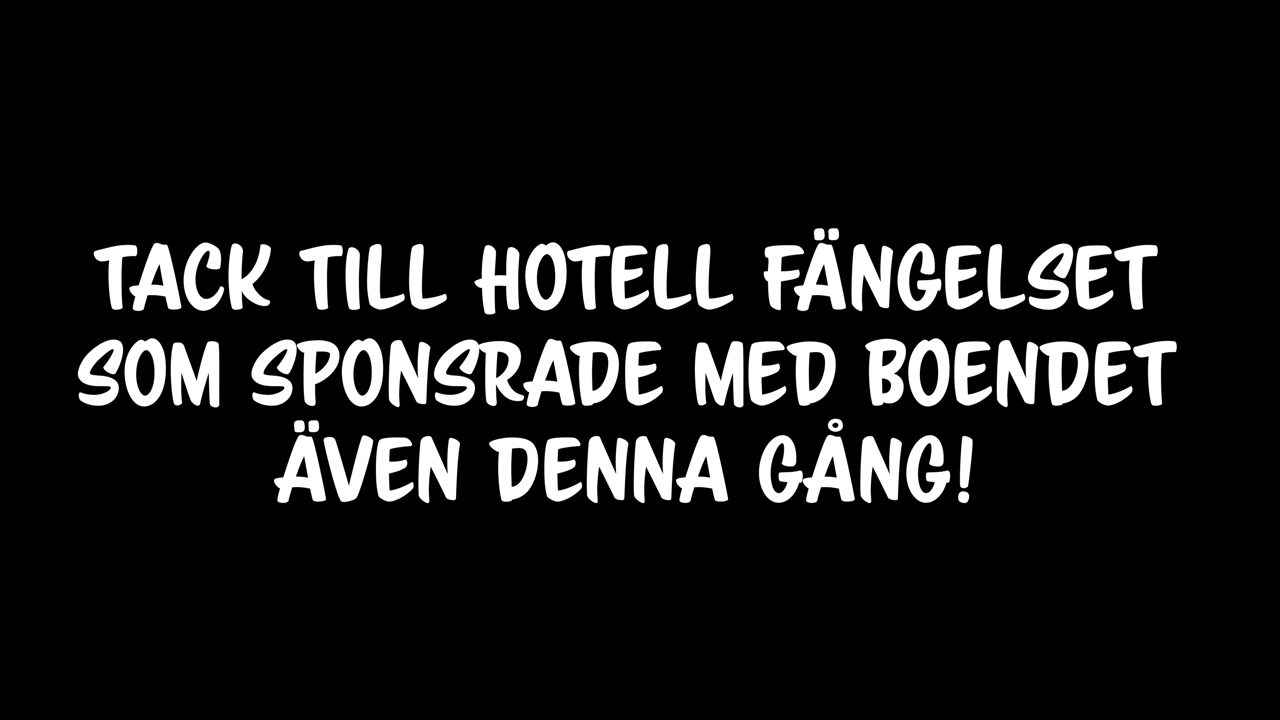 TACK TILL HOTELL FÄNGELSET
SOM SPONSRADE MED BOENDET
ÄVEN DENNA GÅNG!